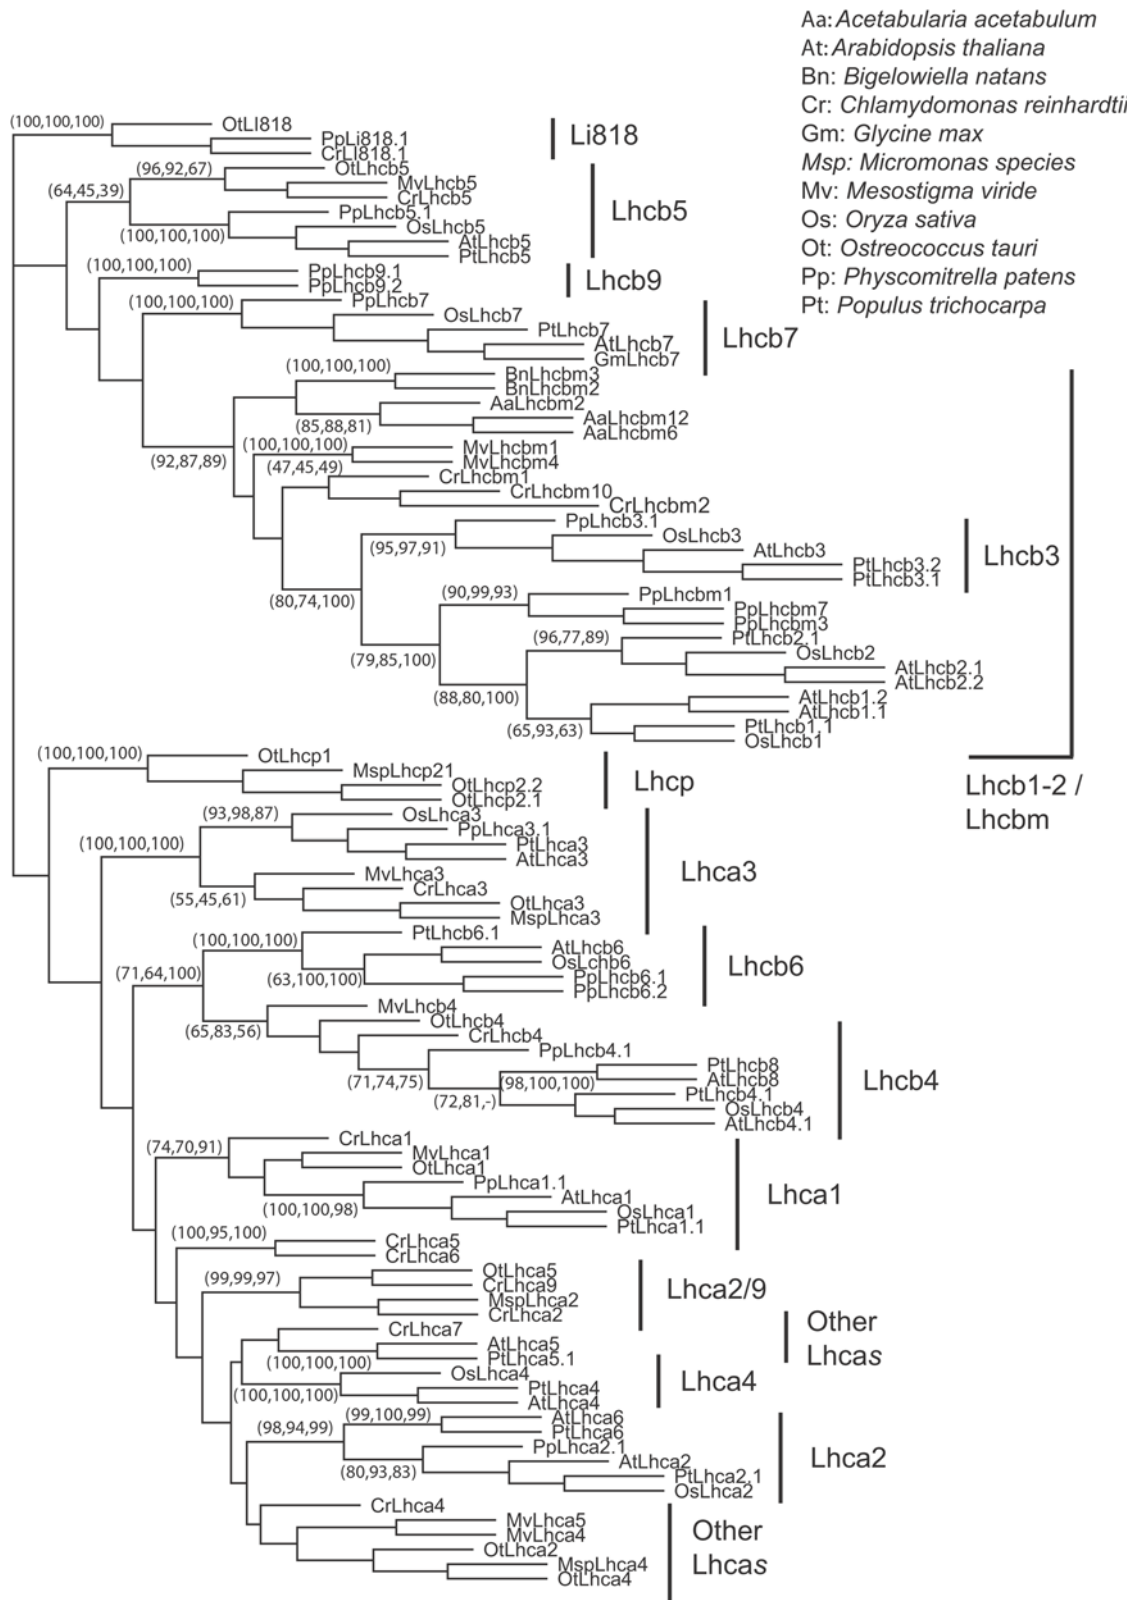 Aa: Acetabularia acetabulum
At: Arabidopsis thaliana
Bn: Bigelowiella natans
Cr: Chlamydomonas reinhardtii
Gm: Glycine max
Msp: Micromonas species
Mv: Mesostigma viride
Os: Oryza sativa
Ot: Ostreococcus tauri
Pp: Physcomitrella patens
Pt: Populus trichocarpa
(100,100,100)
OtLI818
PpLi818.1
CrLI818.1
Li818
(64,45,39)
(96,92,67)
OtLhcb5
MvLhcb5
CrLhcb5
PpLhcb5.1
(100,100,100)
OsLhcb5
AtLhcb5
PtLhcb5
Lhcb5
(100,100,100)
PpLhcb9.1
PpLhcb9.2
Lhcb9
(100,100,100)
PpLhcb7
OsLhcb7
PtLhcb7
AtLhcb7
GmLhcb7
Lhcb7
(100,100,100)
BnLhcbm3
BnLhcbm2
AaLhcbm2
(85,88,81)
AaLhcbm12
AaLhcbm6
(92,87,89)
(100,100,100)
MvLhcbm1
MvLhcbm4
(47,45,49)
CrLhcbm1
CrLhcbm10
CrLhcbm2
PpLhcb3.1
(95,97,91)
OsLhcb3
AtLhcb3
PtLhcb3.2
PtLhcb3.1
Lhcb3
(80,74,100)
(90,99,93)
PpLhcbm1
PpLhcbm7
PpLhcbm3
(96,77,89)
PtLhcb2.1
(79,85,100)
OsLhcb2
AtLhcb2.1
AtLhcb2.2
(88,80,100)
AtLhcb1.2
AtLhcb1.1
(65,93,63)
PtLhcb1.1
OsLhcb1
Lhcb1-2 /
Lhcbm
(100,100,100)
OtLhcp1
MspLhcp21
OtLhcp2.2
OtLhcp2.1
Lhcp
(93,98,87)
OsLhca3
PpLhca3.1
(100,100,100)
PtLhca3
AtLhca3
MvLhca3
CrLhca3
(55,45,61)
OtLhca3
MspLhca3
Lhca3
(100,100,100)
PtLhcb6.1
AtLhcb6
OsLchb6
(71,64,100)
(63,100,100)
PpLhcb6.1
PpLhcb6.2
Lhcb6
MvLhcb4
OtLhcb4
(65,83,56)
CrLhcb4
PpLhcb4.1
PtLhcb8
(71,74,75)
(98,100,100)
AtLhcb8
(72,81,-)
PtLhcb4.1
OsLhcb4
AtLhcb4.1
Lhcb4
(74,70,91)
CrLhca1
MvLhca1
OtLhca1
PpLhca1.1
(100,100,98)
AtLhca1
OsLhca1
PtLhca1.1
Lhca1
(100,95,100)
CrLhca5
CrLhca6
(99,99,97)
OtLhca5
CrLhca9
MspLhca2
CrLhca2
Lhca2/9
CrLhca7
AtLhca5
(100,100,100)
PtLhca5.1
Other
Lhcas
(100,100,100)
OsLhca4
PtLhca4
AtLhca4
Lhca4
(98,94,99)
(99,100,99)
AtLhca6
PtLhca6
PpLhca2.1
(80,93,83)
AtLhca2
PtLhca2.1
OsLhca2
Lhca2
CrLhca4
MvLhca5
MvLhca4
OtLhca2
MspLhca4
OtLhca4
Other
Lhcas